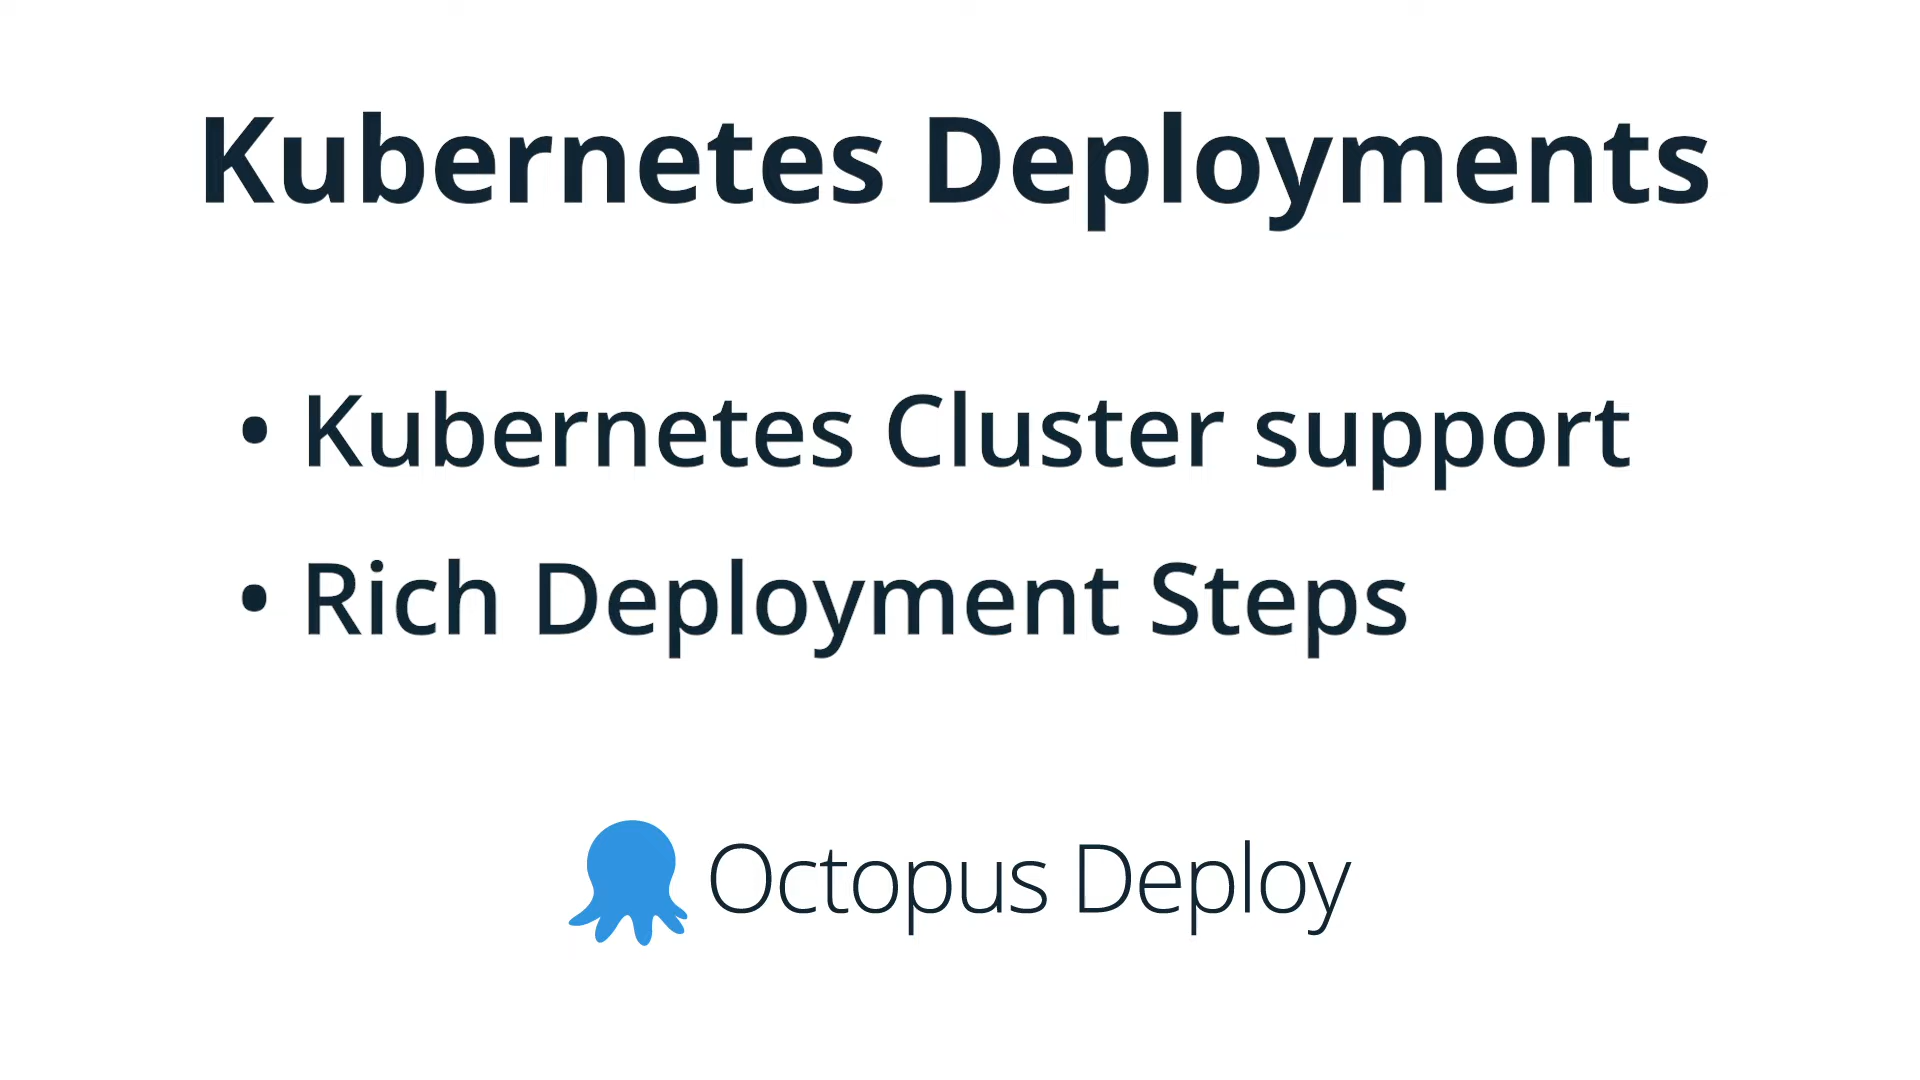 Kubernetes Deployments
• Kubernetes Cluster support
• Rich Deployment Steps
Octopus Deploy